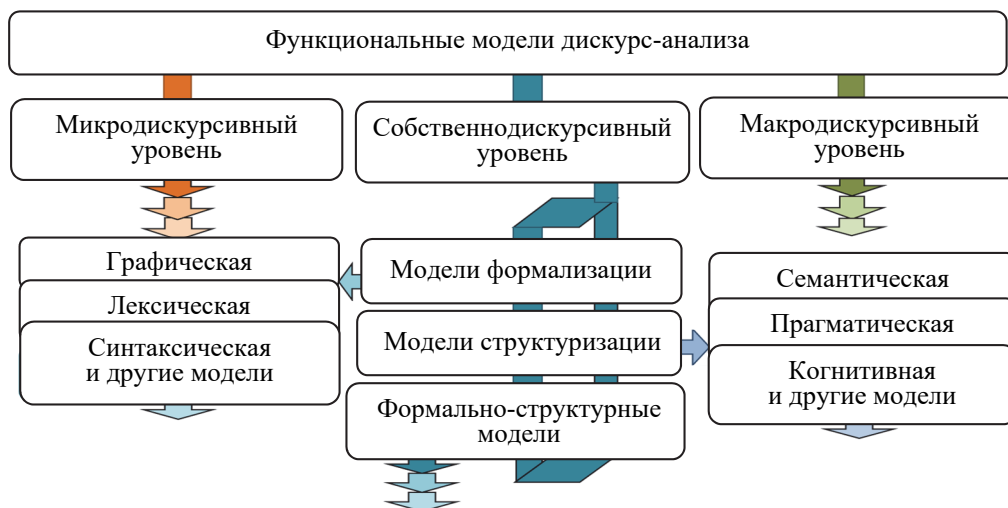 Функциональные модели дискурс-анализа
Микродискурсивный
уровень
Собственнодискурсивный
уровень
Макродискурсивный
уровень
Графическая
Лексическая
Синтаксическая
и другие модели
Модели формализации
Модели структуризации
Формально-структурные
модели
Семантическая
Прагматическая
Когнитивная
и другие модели